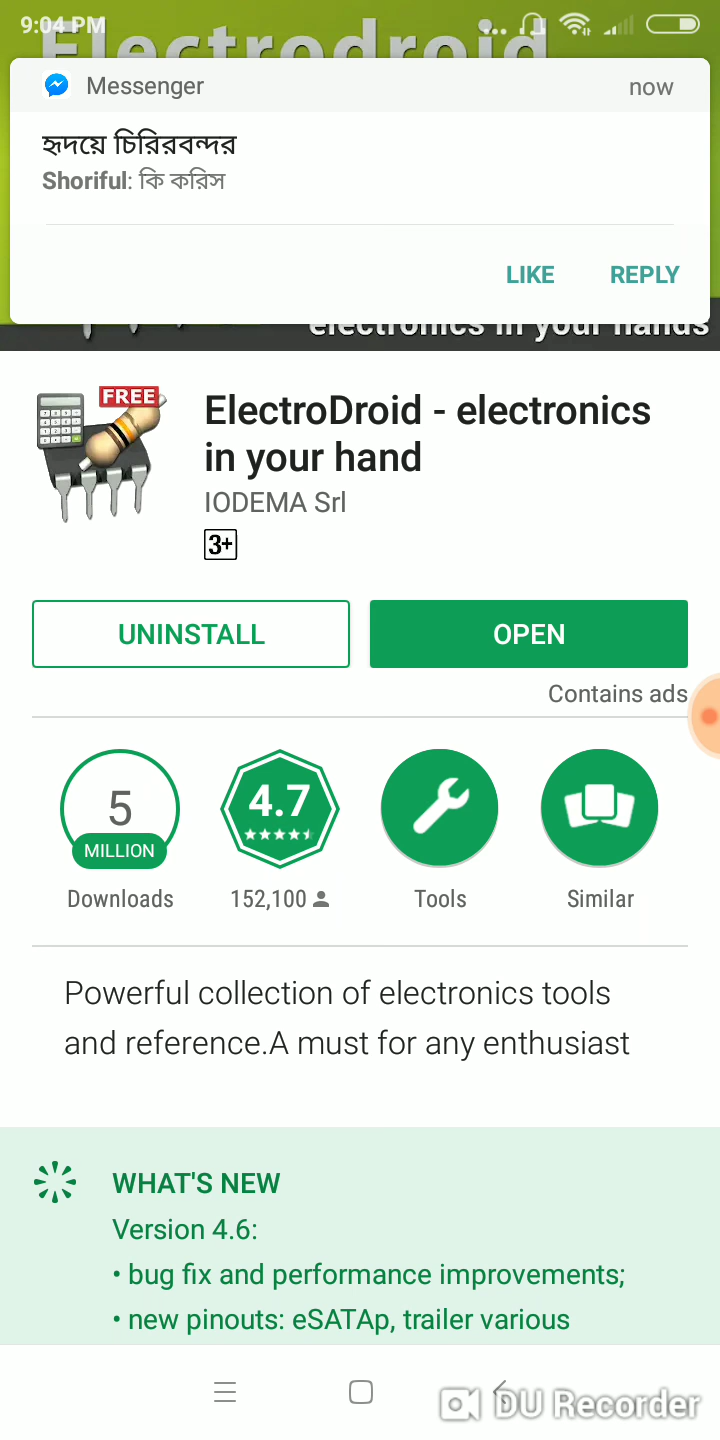 9:04 PM
Electrodroid
Messenger
now
হৃদয়ে চিরিরবন্দর
Shoriful: কি করিস
LIKE
REPLY
electronics in your hands
FREE
ElectroDroid - electronics
in your hand
IODEMA Srl
3+
UNINSTALL
OPEN
Contains ads
5
MILLION
4.7
Downloads
152,100
Tools
Similar
Powerful collection of electronics tools
and reference.A must for any enthusiast
WHAT'S NEW
Version 4.6:
• bug fix and performance improvements;
• new pinouts: eSATAp, trailer various
DU Recorder